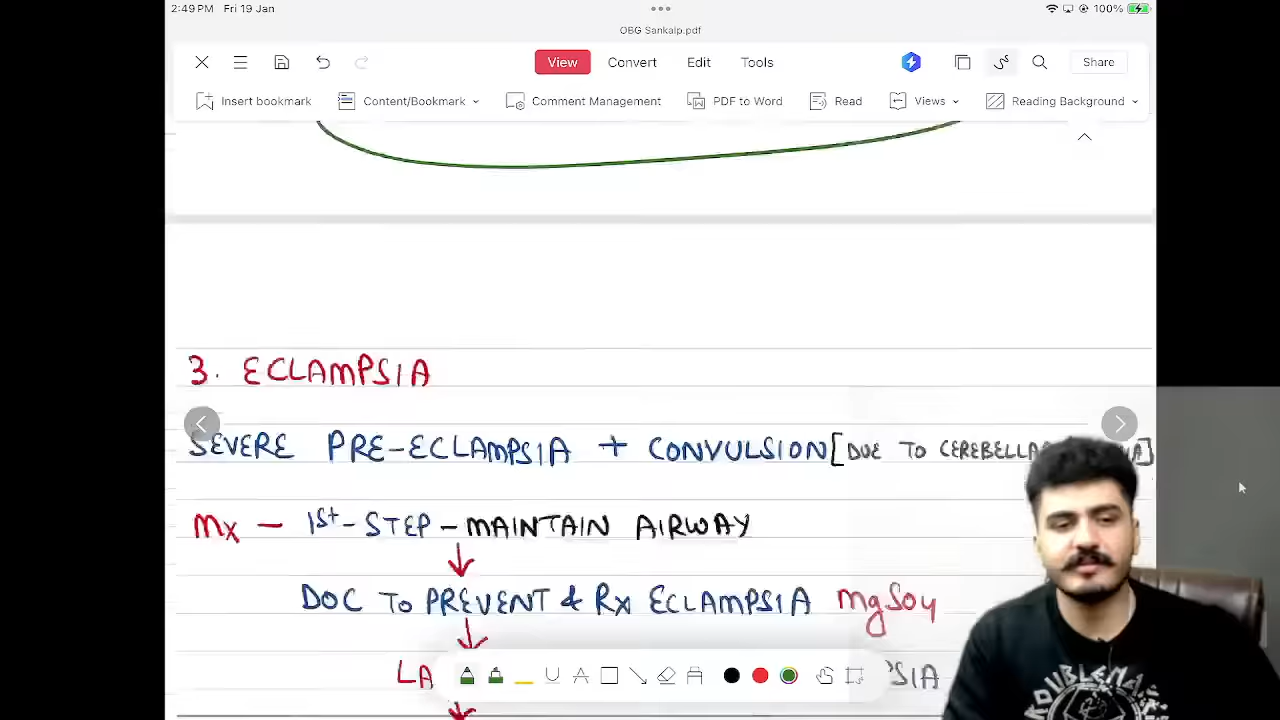 2:49 PM Fri 19 Jan
100%
OBG Sankalp.pdf
View Convert Edit Tools
Share
Insert bookmark Content/Bookmark Comment Management PDF to Word Read Views Reading Background
3. ECLAMPSIA
SEVERE PRE-ECLAMPSIA + CONVULSION [DUE TO
Mx - 1st-STEP - MAINTAIN AIRWAY
DOC TO PREVENT & Rx ECLAMPSIA MgSO4
LA